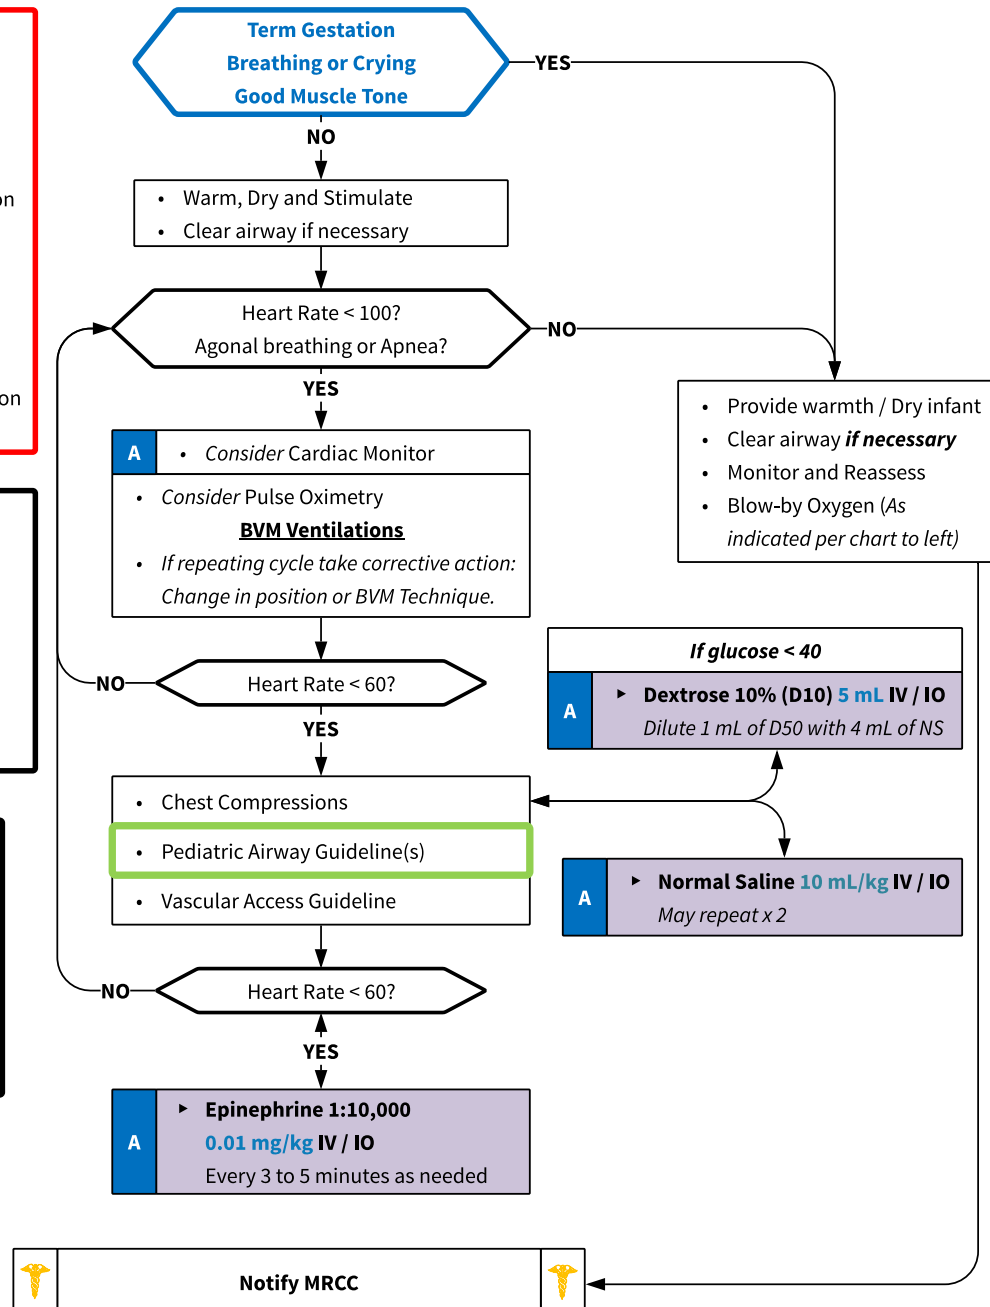 Term Gestation
Breathing or Crying
Good Muscle Tone
YES
NO
• Warm, Dry and Stimulate
• Clear airway if necessary
Heart Rate < 100?
Agonal breathing or Apnea?
NO
YES
• Provide warmth / Dry infant
• Clear airway if necessary
• Monitor and Reassess
• Blow-by Oxygen (As
indicated per chart to left)
A • Consider Cardiac Monitor
• Consider Pulse Oximetry
BVM Ventilations
• If repeating cycle take corrective action:
Change in position or BVM Technique.
Heart Rate < 60?
NO
YES
If glucose < 40
A ▸ Dextrose 10% (D10) 5 mL IV / IO
Dilute 1 mL of D50 with 4 mL of NS
• Chest Compressions
• Pediatric Airway Guideline(s)
• Vascular Access Guideline
A ▸ Normal Saline 10 mL/kg IV / IO
May repeat x 2
Heart Rate < 60?
NO
YES
A ▸ Epinephrine 1:10,000
0.01 mg/kg IV / IO
Every 3 to 5 minutes as needed
Notify MRCC